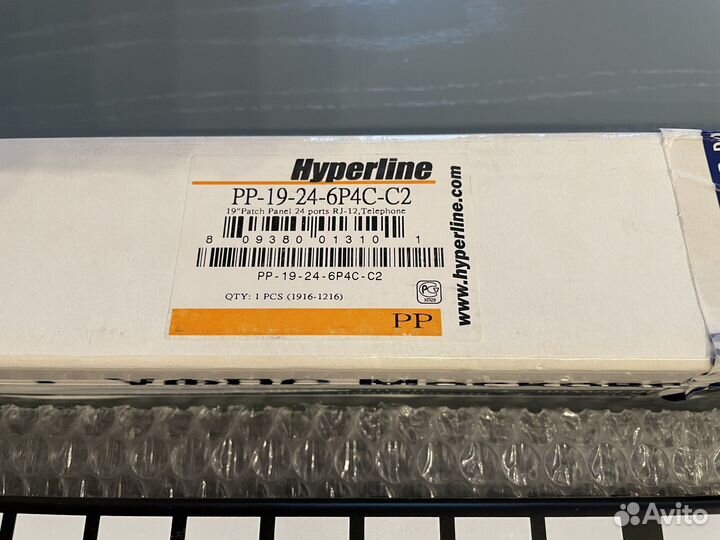 Hyperline
PP-19-24-6P4C-C2
19"Patch Panel 24 ports RJ-12,Telephone
8 09380 01310 1
PP-19-24-6P4C-C2
QTY: 1 PCS (1916-1216)
PP
www.hyperline.com
Avito